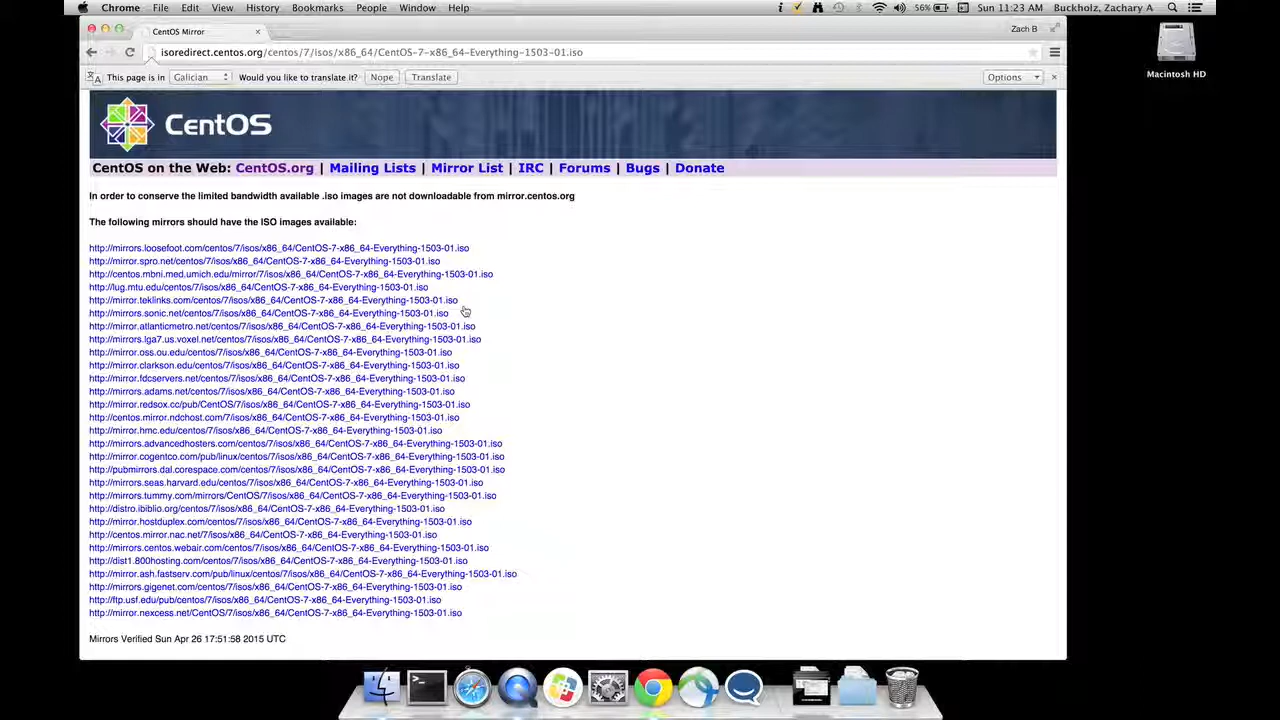 Chrome File Edit View History Bookmarks People Window Help 56% Sun 11:23 AM Buckholz, Zachary A
CentOS Mirror Zach B
isoredirect.centos.org/centos/7/isos/x86_64/CentOS-7-x86_64-Everything-1503-01.iso
This page is in Galician Would you like to translate it? Nope Translate Options
Macintosh HD
CentOS
CentOS on the Web: CentOS.org | Mailing Lists | Mirror List | IRC | Forums | Bugs | Donate
In order to conserve the limited bandwidth available .iso images are not downloadable from mirror.centos.org
The following mirrors should have the ISO images available:
http://mirrors.loosefoot.com/centos/7/isos/x86_64/CentOS-7-x86_64-Everything-1503-01.iso
http://mirror.spro.net/centos/7/isos/x86_64/CentOS-7-x86_64-Everything-1503-01.iso
http://centos.mbni.med.umich.edu/mirror/7/isos/x86_64/CentOS-7-x86_64-Everything-1503-01.iso
http://lug.mtu.edu/centos/7/isos/x86_64/CentOS-7-x86_64-Everything-1503-01.iso
http://mirror.teklinks.com/centos/7/isos/x86_64/CentOS-7-x86_64-Everything-1503-01.iso
http://mirrors.sonic.net/centos/7/isos/x86_64/CentOS-7-x86_64-Everything-1503-01.iso
http://mirror.atlanticmetro.net/centos/7/isos/x86_64/CentOS-7-x86_64-Everything-1503-01.iso
http://mirrors.lga7.us.voxel.net/centos/7/isos/x86_64/CentOS-7-x86_64-Everything-1503-01.iso
http://mirror.oss.ou.edu/centos/7/isos/x86_64/CentOS-7-x86_64-Everything-1503-01.iso
http://mirror.clarkson.edu/centos/7/isos/x86_64/CentOS-7-x86_64-Everything-1503-01.iso
http://mirror.fdcservers.net/centos/7/isos/x86_64/CentOS-7-x86_64-Everything-1503-01.iso
http://mirrors.adams.net/centos/7/isos/x86_64/CentOS-7-x86_64-Everything-1503-01.iso
http://mirror.redsox.cc/pub/CentOS/7/isos/x86_64/CentOS-7-x86_64-Everything-1503-01.iso
http://centos.mirror.ndchost.com/7/isos/x86_64/CentOS-7-x86_64-Everything-1503-01.iso
http://mirror.hmc.edu/centos/7/isos/x86_64/CentOS-7-x86_64-Everything-1503-01.iso
http://mirrors.advancedhosters.com/centos/7/isos/x86_64/CentOS-7-x86_64-Everything-1503-01.iso
http://mirror.cogentco.com/pub/linux/centos/7/isos/x86_64/CentOS-7-x86_64-Everything-1503-01.iso
http://pubmirrors.dal.corespace.com/centos/7/isos/x86_64/CentOS-7-x86_64-Everything-1503-01.iso
http://mirrors.seas.harvard.edu/centos/7/isos/x86_64/CentOS-7-x86_64-Everything-1503-01.iso
http://mirrors.tummy.com/mirrors/CentOS/7/isos/x86_64/CentOS-7-x86_64-Everything-1503-01.iso
http://distro.ibiblio.org/centos/7/isos/x86_64/CentOS-7-x86_64-Everything-1503-01.iso
http://mirror.hostduplex.com/centos/7/isos/x86_64/CentOS-7-x86_64-Everything-1503-01.iso
http://centos.mirror.nac.net/7/isos/x86_64/CentOS-7-x86_64-Everything-1503-01.iso
http://mirrors.centos.webair.com/centos/7/isos/x86_64/CentOS-7-x86_64-Everything-1503-01.iso
http://dist1.800hosting.com/centos/7/isos/x86_64/CentOS-7-x86_64-Everything-1503-01.iso
http://mirror.ash.fastserv.com/pub/linux/centos/7/isos/x86_64/CentOS-7-x86_64-Everything-1503-01.iso
http://mirrors.gigenet.com/centos/7/isos/x86_64/CentOS-7-x86_64-Everything-1503-01.iso
http://ftp.usf.edu/pub/centos/7/isos/x86_64/CentOS-7-x86_64-Everything-1503-01.iso
http://mirror.nexcess.net/CentOS/7/isos/x86_64/CentOS-7-x86_64-Everything-1503-01.iso
Mirrors Verified Sun Apr 26 17:51:58 2015 UTC